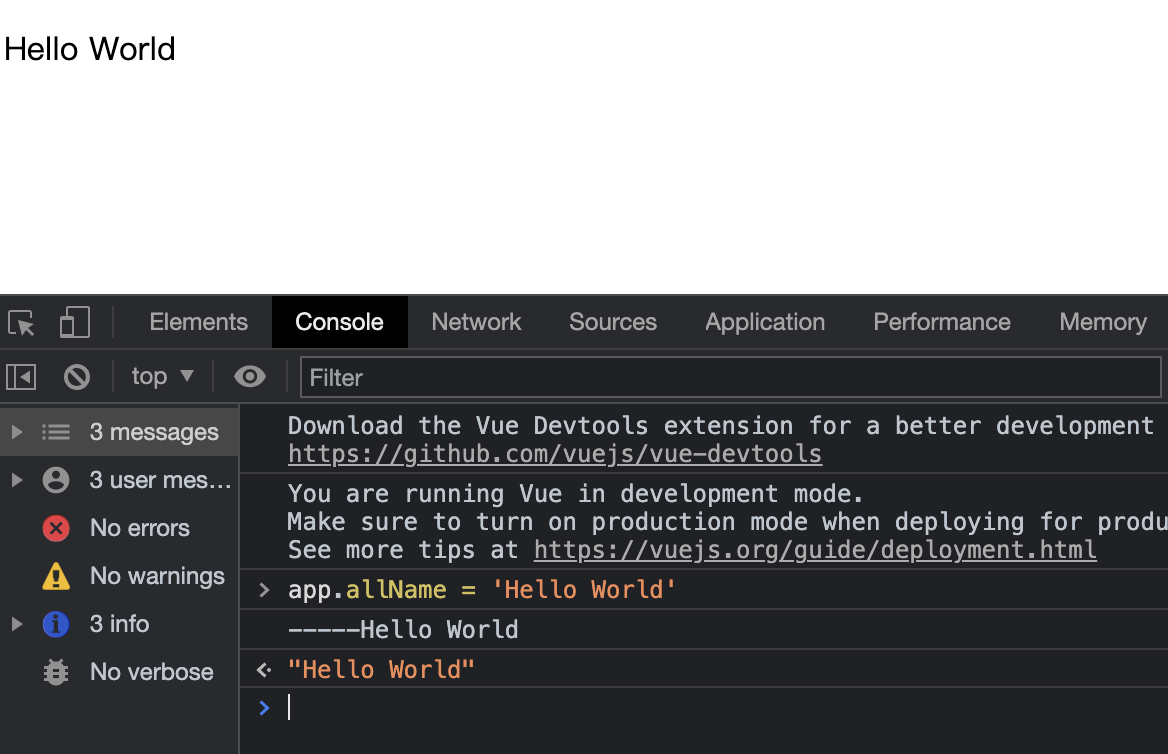 Hello World
Elements Console Network Sources Application Performance Memory
top Filter
3 messages
3 user mes…
No errors
No warnings
3 info
No verbose
Download the Vue Devtools extension for a better development
https://github.com/vuejs/vue-devtools
You are running Vue in development mode.
Make sure to turn on production mode when deploying for produ
See more tips at https://vuejs.org/guide/deployment.html
> app.allName = 'Hello World'
-----Hello World
"Hello World"
>